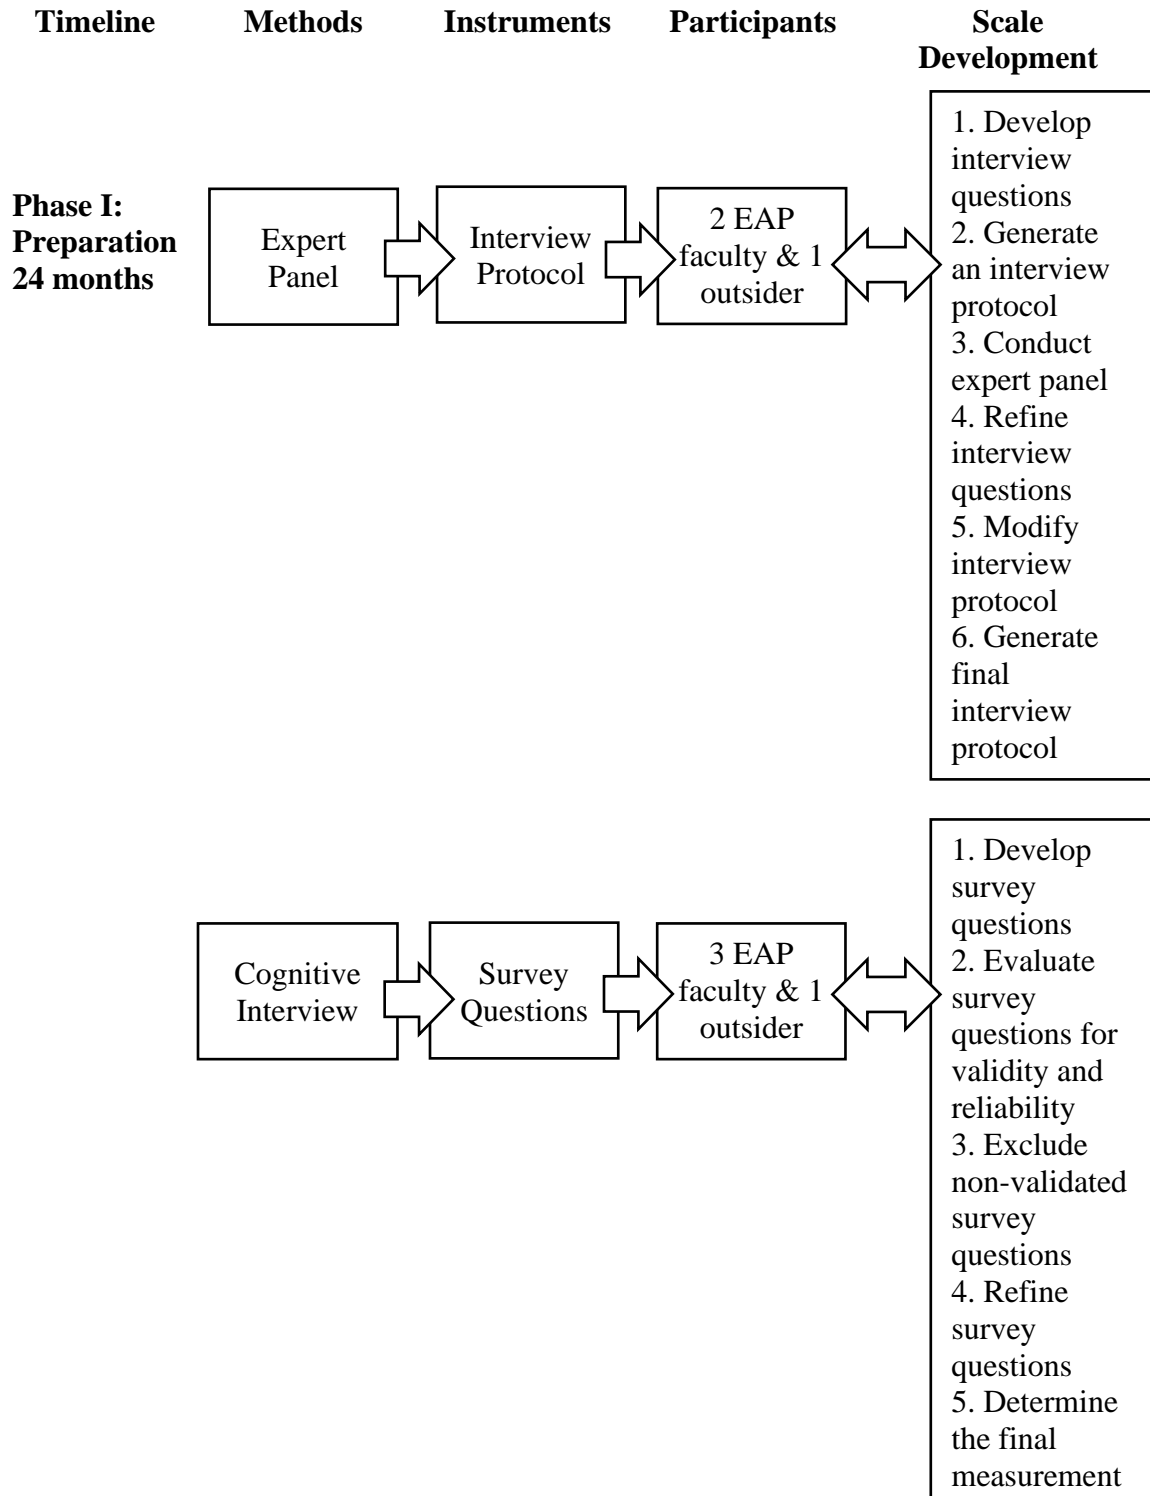 Timeline Methods Instruments Participants Scale
Development
Phase I:
Preparation
24 months
Expert
Panel
Interview
Protocol
2 EAP
faculty & 1
outsider
1. Develop
interview
questions
2. Generate
an interview
protocol
3. Conduct
expert panel
4. Refine
interview
questions
5. Modify
interview
protocol
6. Generate
final
interview
protocol
Cognitive
Interview
Survey
Questions
3 EAP
faculty & 1
outsider
1. Develop
survey
questions
2. Evaluate
survey
questions for
validity and
reliability
3. Exclude
non-validated
survey
questions
4. Refine
survey
questions
5. Determine
the final
measurement